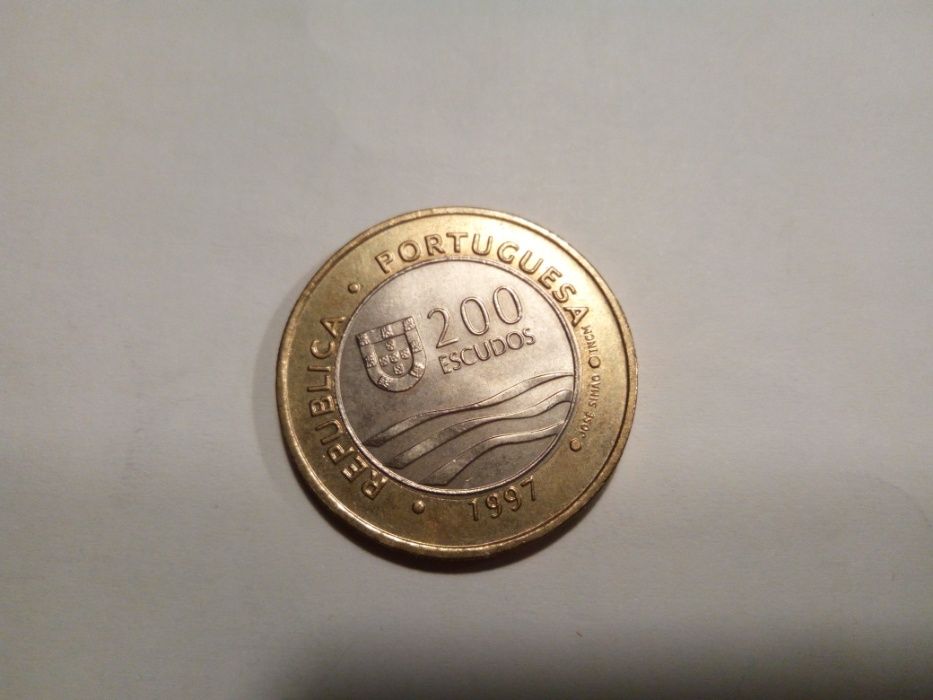 REPUBLICA • PORTUGUESA
200
ESCUDOS
JOSÉ SIMÃO
INCM
1997